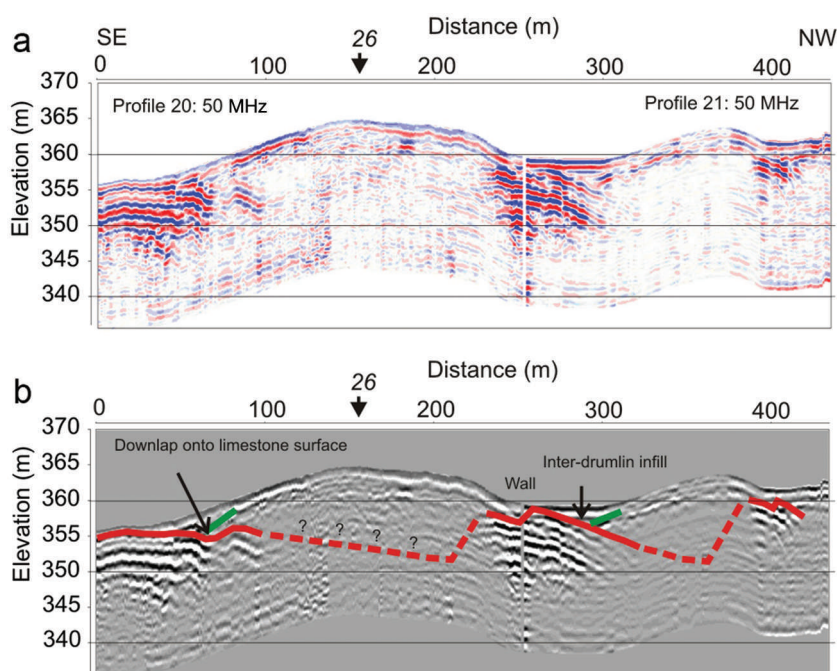 a
SE
26
Distance (m)
NW
0 100 200 300 400
Elevation (m)
370
365
360
355
350
345
340
Profile 20: 50 MHz
Profile 21: 50 MHz
b
26
Distance (m)
0 100 200 300 400
Elevation (m)
370
365
360
355
350
345
340
Downlap onto limestone surface
Wall
Inter-drumlin infill
? ? ? ?